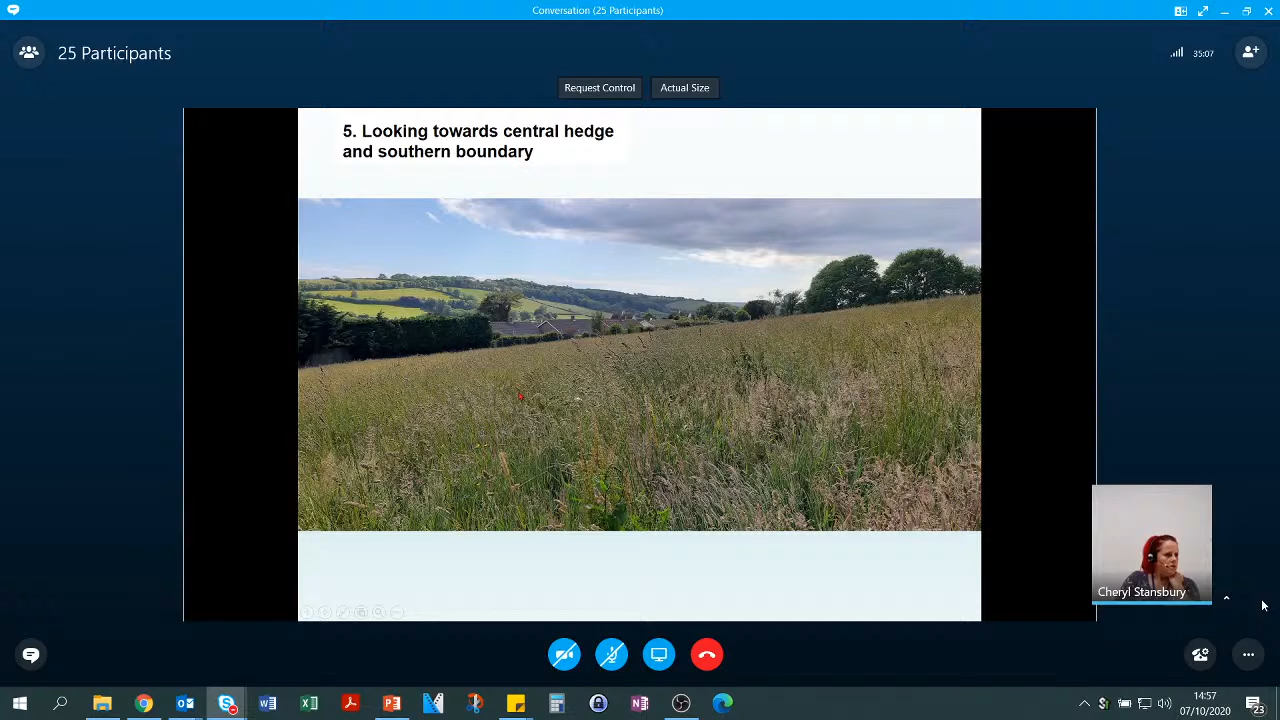 Conversation (25 Participants)
25 Participants
35:07
Request Control
Actual Size
5. Looking towards central hedge
and southern boundary
Cheryl Stansbury
14:57
07/10/2020
23